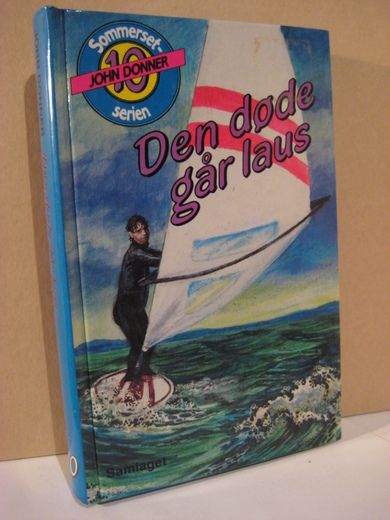 Sommerset-
10
JOHN DONNER
serien
Den døde
går laus
Samlaget